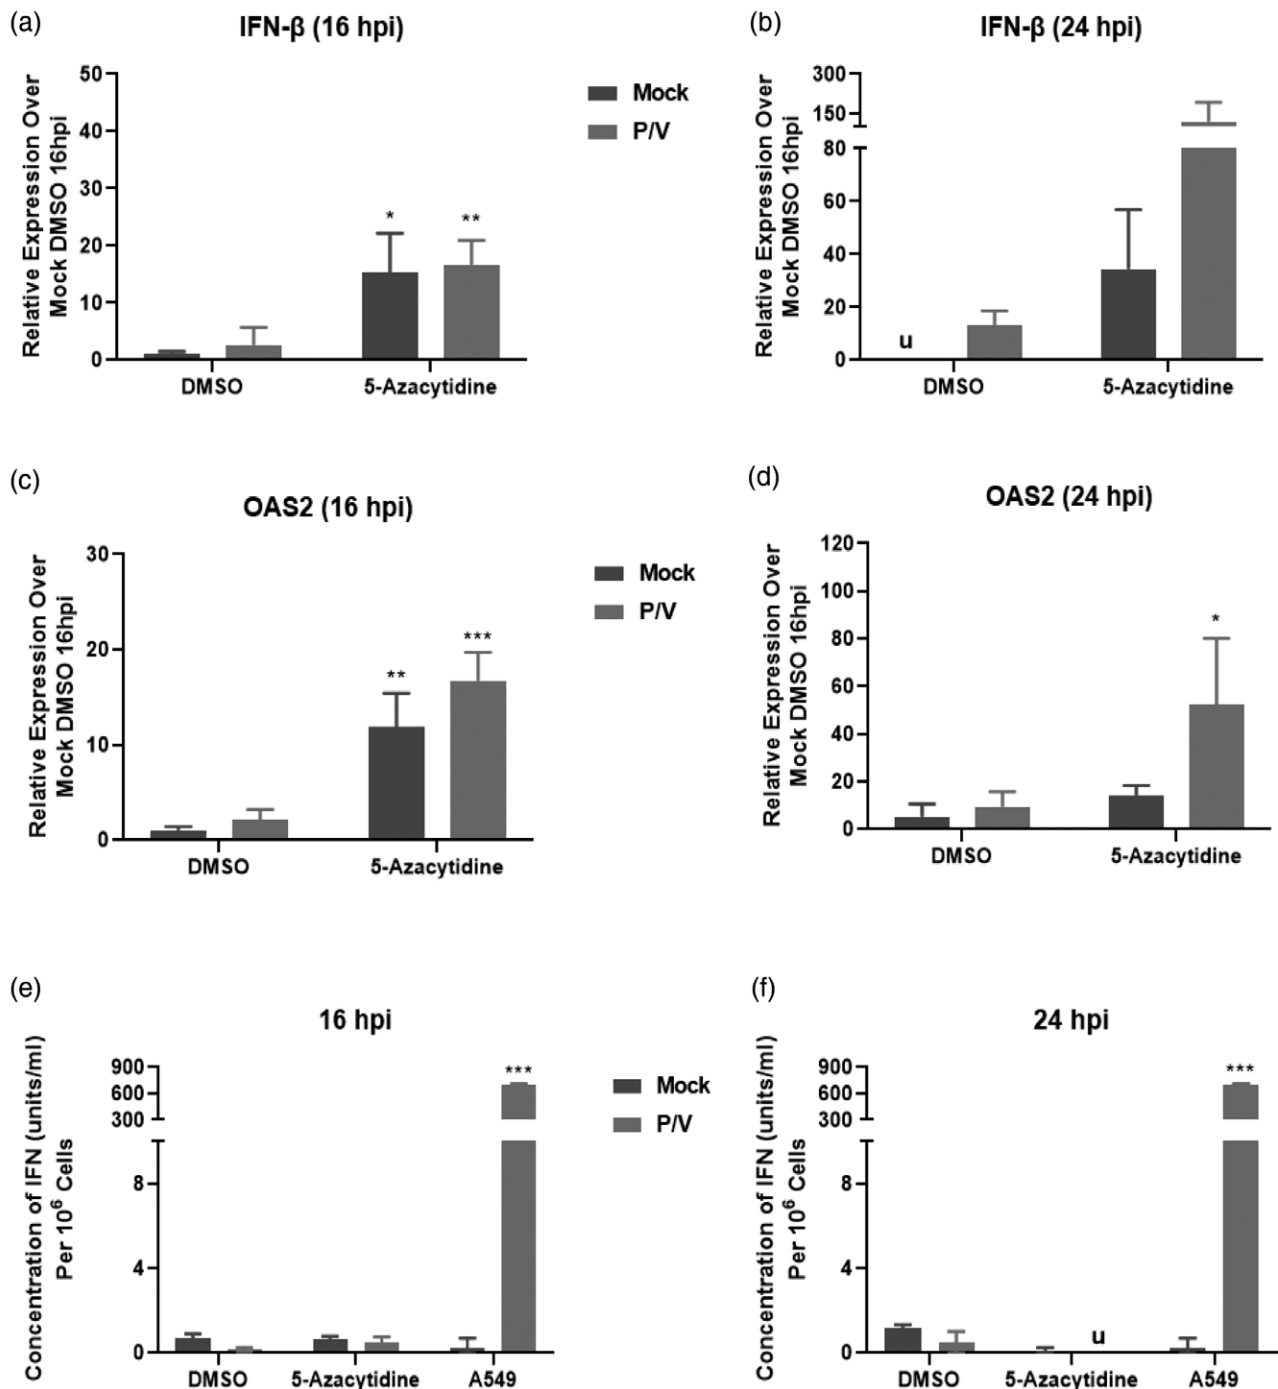 (a)
IFN-β (16 hpi)
Relative Expression Over
Mock DMSO 16hpi
50
40
30
20
10
0
*
**
DMSO
5-Azacytidine
Mock
P/V
(b)
IFN-β (24 hpi)
Relative Expression Over
Mock DMSO 16hpi
300
150
80
60
40
20
0
u
DMSO
5-Azacytidine
(c)
OAS2 (16 hpi)
Relative Expression Over
Mock DMSO 16hpi
30
20
10
0
**
***
DMSO
5-Azacytidine
Mock
P/V
(d)
OAS2 (24 hpi)
Relative Expression Over
Mock DMSO 16hpi
120
100
80
60
40
20
0
*
DMSO
5-Azacytidine
(e)
16 hpi
Concentration of IFN (units/ml)
Per 10⁶ Cells
900
600
300
8
4
0
***
DMSO
5-Azacytidine
A549
Mock
P/V
(f)
24 hpi
Concentration of IFN (units/ml)
Per 10⁶ Cells
900
600
300
8
4
0
u
***
DMSO
5-Azacytidine
A549